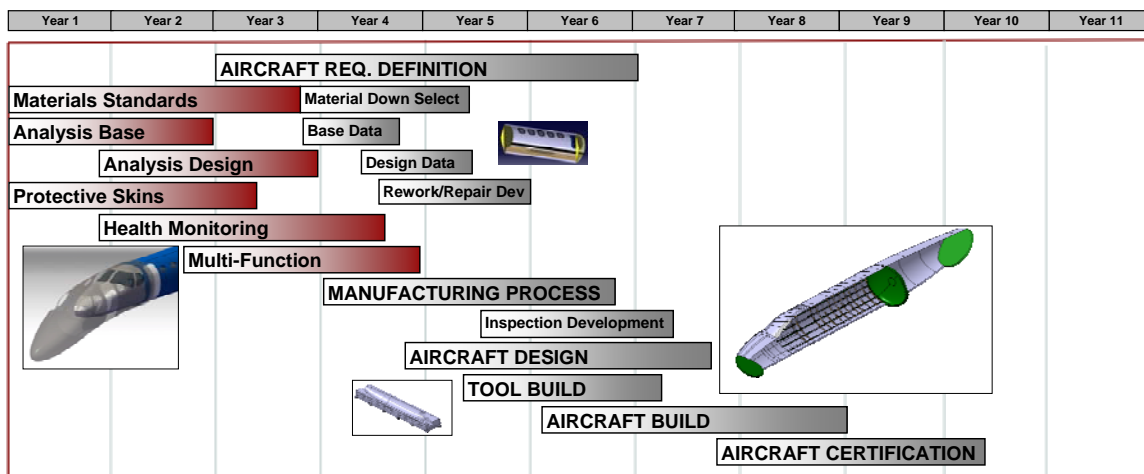 Year 1 Year 2 Year 3 Year 4 Year 5 Year 6 Year 7 Year 8 Year 9 Year 10 Year 11
AIRCRAFT REQ. DEFINITION
Materials Standards Material Down Select
Analysis Base Base Data
Analysis Design Design Data
Protective Skins Rework/Repair Dev
Health Monitoring
Multi-Function
MANUFACTURING PROCESS
Inspection Development
AIRCRAFT DESIGN
TOOL BUILD
AIRCRAFT BUILD
AIRCRAFT CERTIFICATION